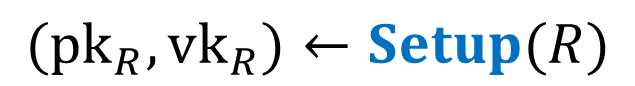 (pk_R, vk_R) ← Setup(R)